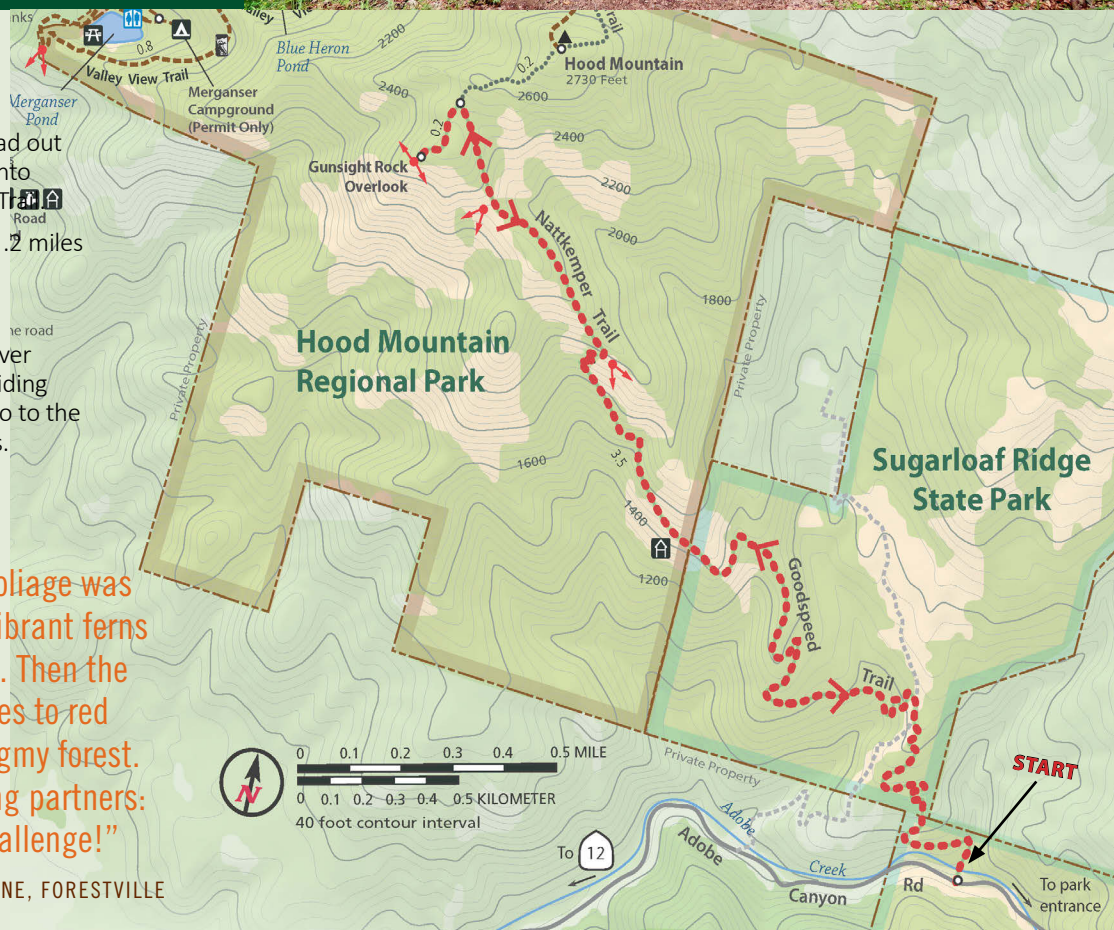 nks
0.8
Valley View Trail
Merganser
Pond
Merganser
Campground
(Permit Only)
Blue Heron
Pond
2200
2400
Trail
0.2
Hood Mountain
2730 Feet
2600
2400
0.2
Gunsight Rock
Overlook
2200
2000
1800
ad out
nto
Trail.
Road
.2 miles
he road
ver
iding
o to the
s.
Nattkemper Trail
Private Property
Private Property
Hood Mountain
Regional Park
Sugarloaf Ridge
State Park
3.5
1600
1400
1200
Goodspeed
Trail
oliage was
ibrant ferns
. Then the
es to red
gmy forest.
ng partners:
allenge!”
NE, FORESTVILLE
N
0 0.1 0.2 0.3 0.4 0.5 MILE
0 0.1 0.2 0.3 0.4 0.5 KILOMETER
40 foot contour interval
Private Property
START
To 12
Adobe
Creek
Adobe
Canyon
Rd
To park
entrance